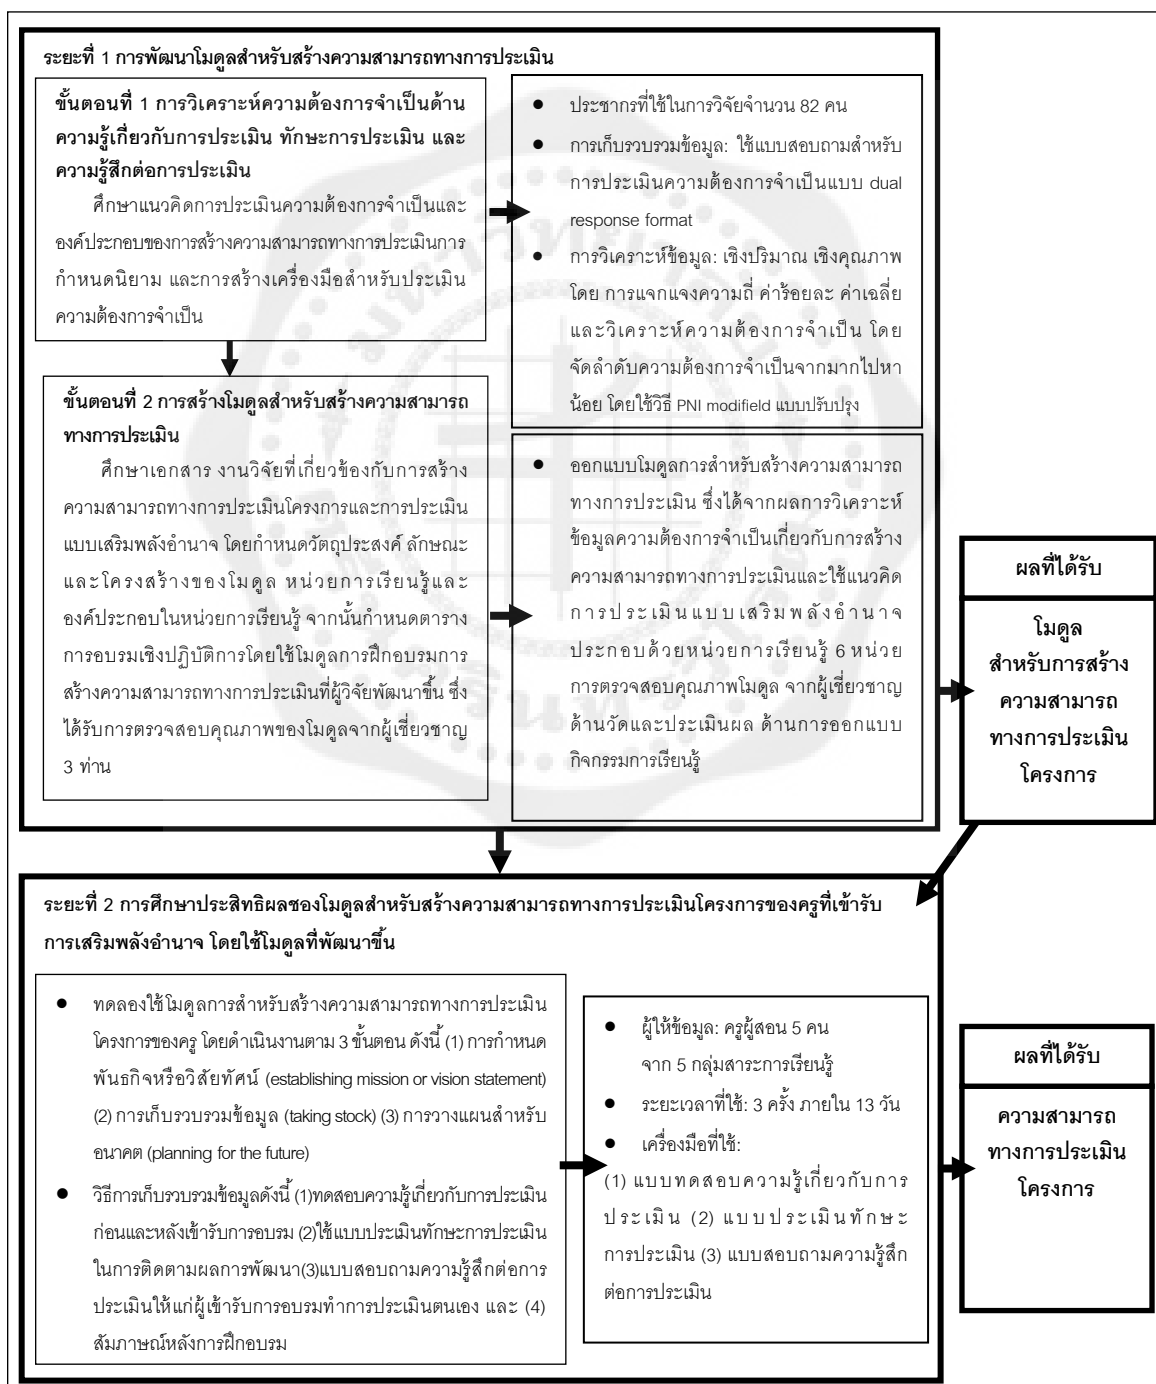 ระยะที่ 1 การพัฒนาโมดูลสำหรับสร้างความสามารถทางการประเมิน
ขั้นตอนที่ 1 การวิเคราะห์ความต้องการจำเป็นด้าน
ความรู้เกี่ยวกับการประเมิน ทักษะการประเมิน และ
ความรู้สึกต่อการประเมิน
ศึกษาแนวคิดการประเมินความต้องการจำเป็นและ
องค์ประกอบของการสร้างความสามารถทางการประเมินการ
กำหนดนิยาม และการสร้างเครื่องมือสำหรับประเมิน
ความต้องการจำเป็น
● ประชากรที่ใช้ในการวิจัยจำนวน 82 คน
● การเก็บรวบรวมข้อมูล: ใช้แบบสอบถามสำหรับ
การประเมินความต้องการจำเป็นแบบ dual
response format
● การวิเคราะห์ข้อมูล: เชิงปริมาณ เชิงคุณภาพ
โดย การแจกแจงความถี่ ค่าร้อยละ ค่าเฉลี่ย
และวิเคราะห์ความต้องการจำเป็น โดย
จัดลำดับความต้องการจำเป็นจากมากไปหา
น้อย โดยใช้วิธี PNI modifield แบบปรับปรุง
ขั้นตอนที่ 2 การสร้างโมดูลสำหรับสร้างความสามารถ
ทางการประเมิน
ศึกษาเอกสาร งานวิจัยที่เกี่ยวข้องกับการสร้าง
ความสามารถทางการประเมินโครงการและการประเมิน
แบบเสริมพลังอำนาจ โดยกำหนดวัตถุประสงค์ ลักษณะ
และโครงสร้างของโมดูล หน่วยการเรียนรู้และ
องค์ประกอบในหน่วยการเรียนรู้ จากนั้นกำหนดตาราง
การอบรมเชิงปฏิบัติการโดยใช้โมดูลการฝึกอบรมการ
สร้างความสามารถทางการประเมินที่ผู้วิจัยพัฒนาขึ้น ซึ่ง
ได้รับการตรวจสอบคุณภาพของโมดูลจากผู้เชี่ยวชาญ
3 ท่าน
● ออกแบบโมดูลการสำหรับสร้างความสามารถ
ทางการประเมิน ซึ่งได้จากผลการวิเคราะห์
ข้อมูลความต้องการจำเป็นเกี่ยวกับการสร้าง
ความสามารถทางการประเมินและใช้แนวคิด
การประเมินแบบเสริมพลังอำนาจ
ประกอบด้วยหน่วยการเรียนรู้ 6 หน่วย
การตรวจสอบคุณภาพโมดูล จากผู้เชี่ยวชาญ
ด้านวัดและประเมินผล ด้านการออกแบบ
กิจกรรมการเรียนรู้
ผลที่ได้รับ
โมดูล
สำหรับการสร้าง
ความสามารถ
ทางการประเมิน
โครงการ
ระยะที่ 2 การศึกษาประสิทธิผลของโมดูลสำหรับสร้างความสามารถทางการประเมินโครงการของครูที่เข้ารับ
การเสริมพลังอำนาจ โดยใช้โมดูลที่พัฒนาขึ้น
● ทดลองใช้โมดูลการสำหรับสร้างความสามารถทางการประเมิน
โครงการของครู โดยดำเนินงานตาม 3 ขั้นตอน ดังนี้ (1) การกำหนด
พันธกิจหรือวิสัยทัศน์ (establishing mission or vision statement)
(2) การเก็บรวบรวมข้อมูล (taking stock) (3) การวางแผนสำหรับ
อนาคต (planning for the future)
● วิธีการเก็บรวบรวมข้อมูลดังนี้ (1)ทดสอบความรู้เกี่ยวกับการประเมิน
ก่อนและหลังเข้ารับการอบรม (2)ใช้แบบประเมินทักษะการประเมิน
ในการติดตามผลการพัฒนา(3)แบบสอบถามความรู้สึกต่อการ
ประเมินให้แก่ผู้เข้ารับการอบรมทำการประเมินตนเอง และ (4)
สัมภาษณ์หลังการฝึกอบรม
● ผู้ให้ข้อมูล: ครูผู้สอน 5 คน
จาก 5 กลุ่มสาระการเรียนรู้
● ระยะเวลาที่ใช้: 3 ครั้ง ภายใน 13 วัน
● เครื่องมือที่ใช้:
(1) แบบทดสอบความรู้เกี่ยวกับการ
ประเมิน (2) แบบประเมินทักษะ
การประเมิน (3) แบบสอบถามความรู้สึก
ต่อการประเมิน
ผลที่ได้รับ
ความสามารถ
ทางการประเมิน
โครงการ